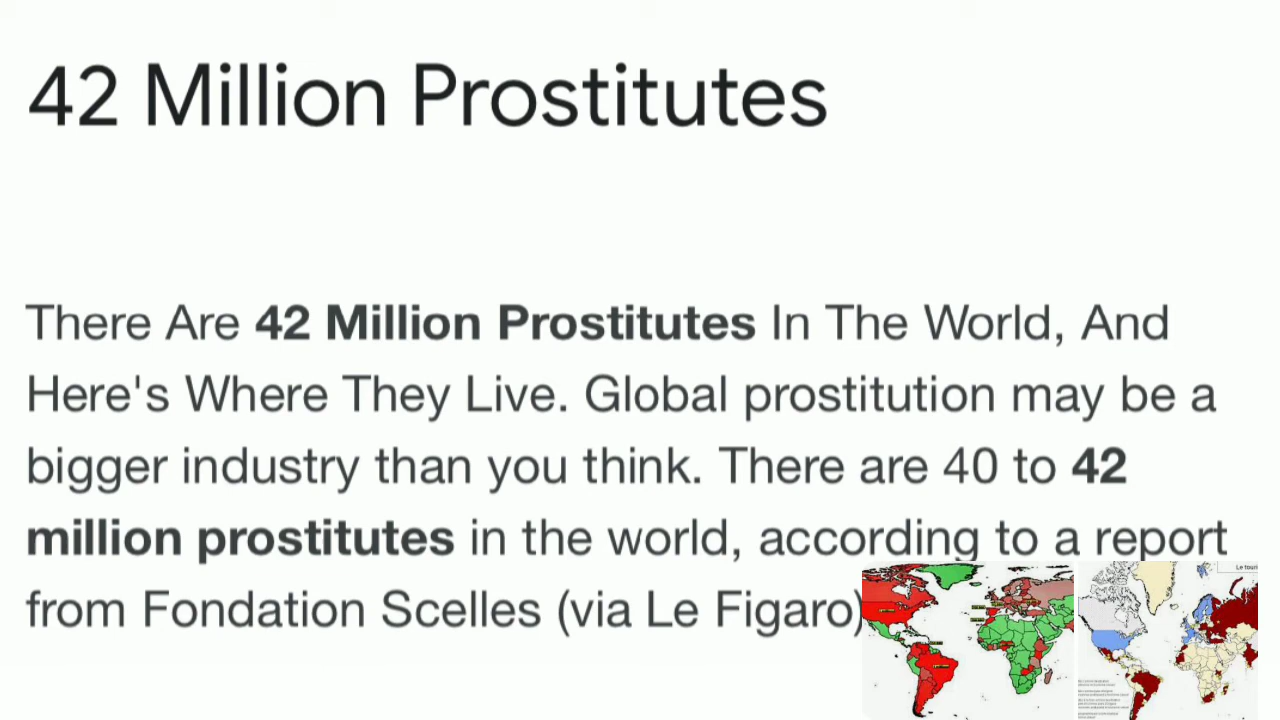 42 Million Prostitutes
There Are 42 Million Prostitutes In The World, And
Here's Where They Live. Global prostitution may be a
bigger industry than you think. There are 40 to 42
million prostitutes in the world, according to a report
from Fondation Scelles (via Le Figaro)
Le touri